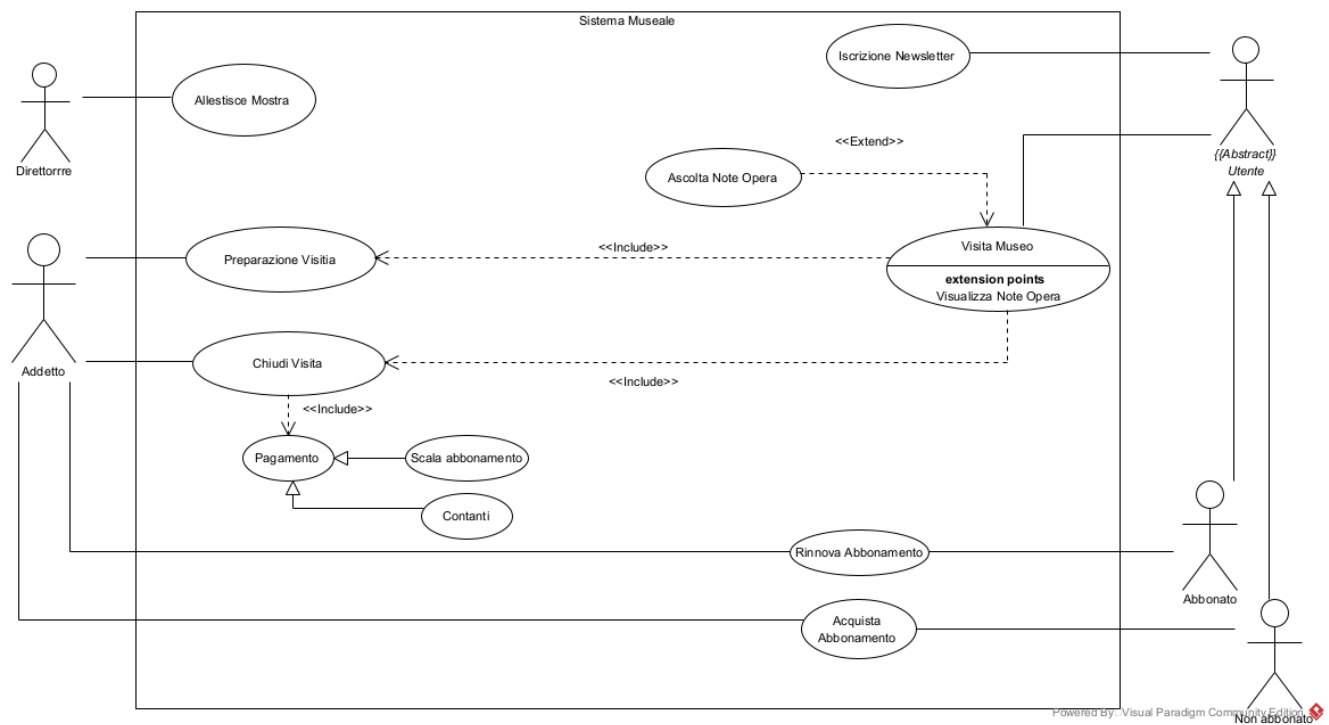 Sistema Museale
Iscrizione Newsletter
Allestisce Mostra
<<Extend>>
{{Abstract}}
Utente
Direttorrre
Ascolta Note Opera
Visita Museo
<<Include>>
Preparazione Visitia
extension points
Visualizza Note Opera
Chiudi Visita
Addetto
<<Include>>
<<Include>>
Pagamento
Scala abbonamento
Contanti
Rinnova Abbonamento
Abbonato
Acquista
Abbonamento
Powered By Visual Paradigm Community Edition
Non abbonato